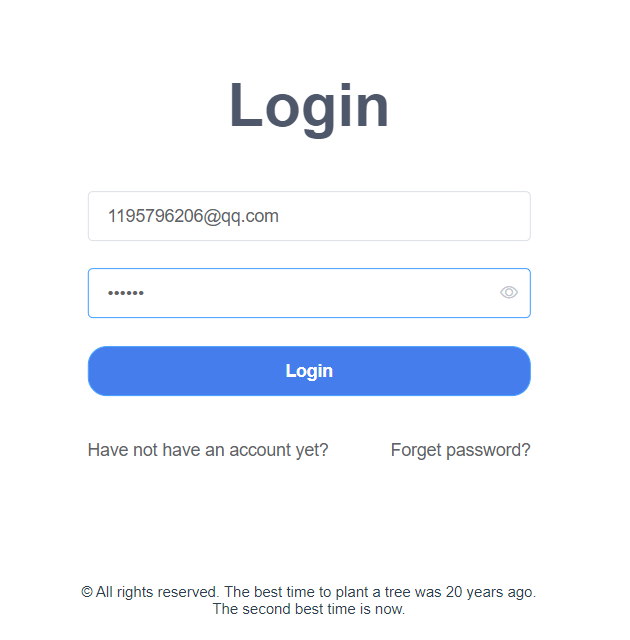 Login
1195796206@qq.com
••••••
Login
Have not have an account yet?
Forget password?
© All rights reserved. The best time to plant a tree was 20 years ago.
The second best time is now.